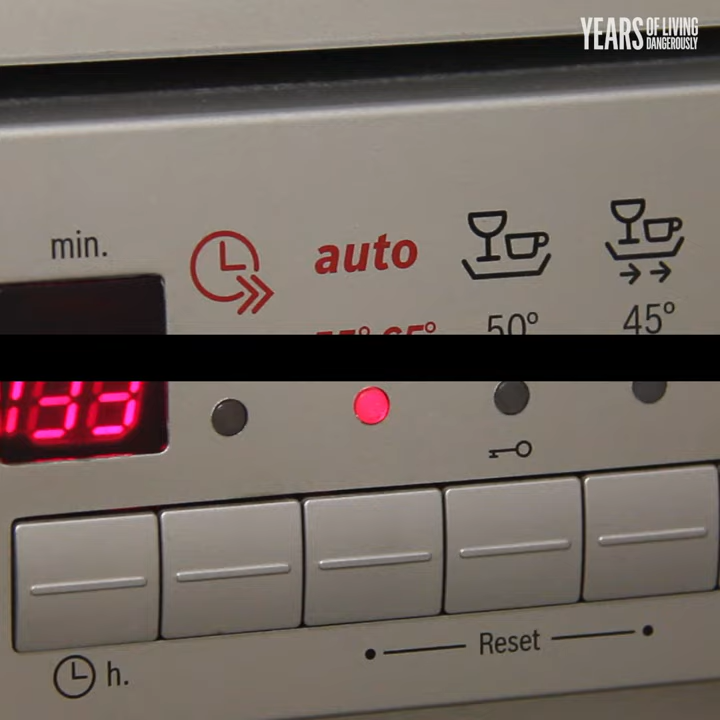 YEARS OF LIVING DANGEROUSLY
min.
auto
50°
45°
h.
Reset